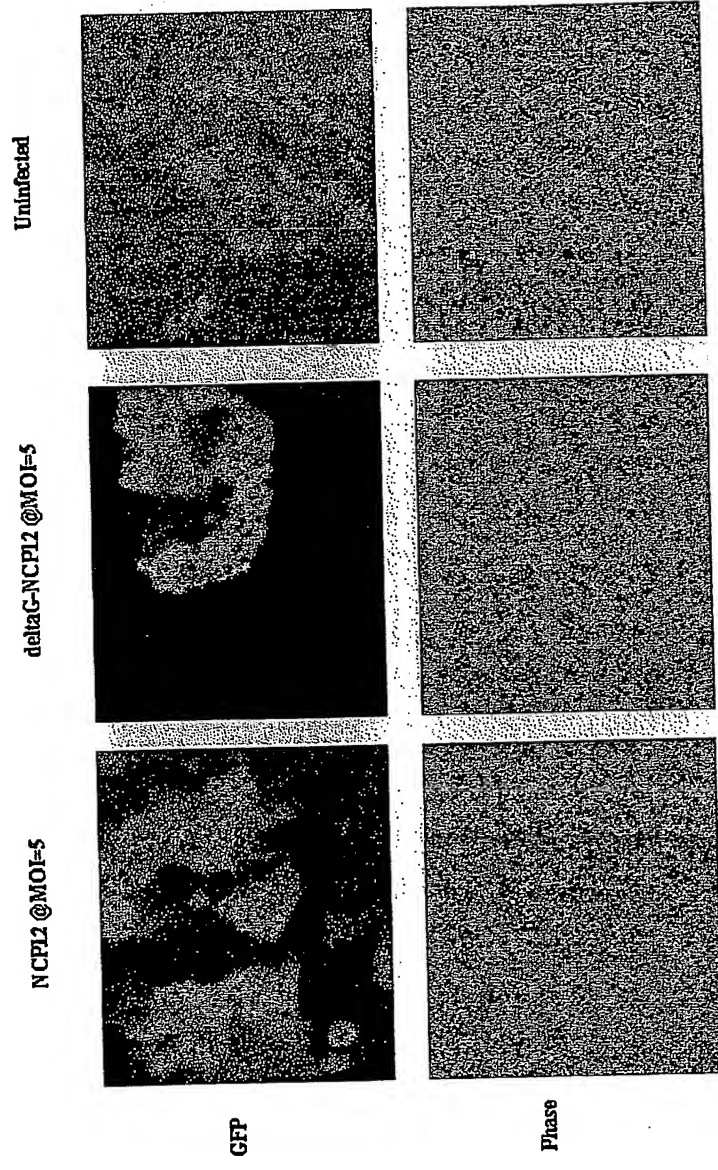 NCP12 @MOI=5
deltaG-NCP12 @MOI=5
Uninfected
GFP
Phase